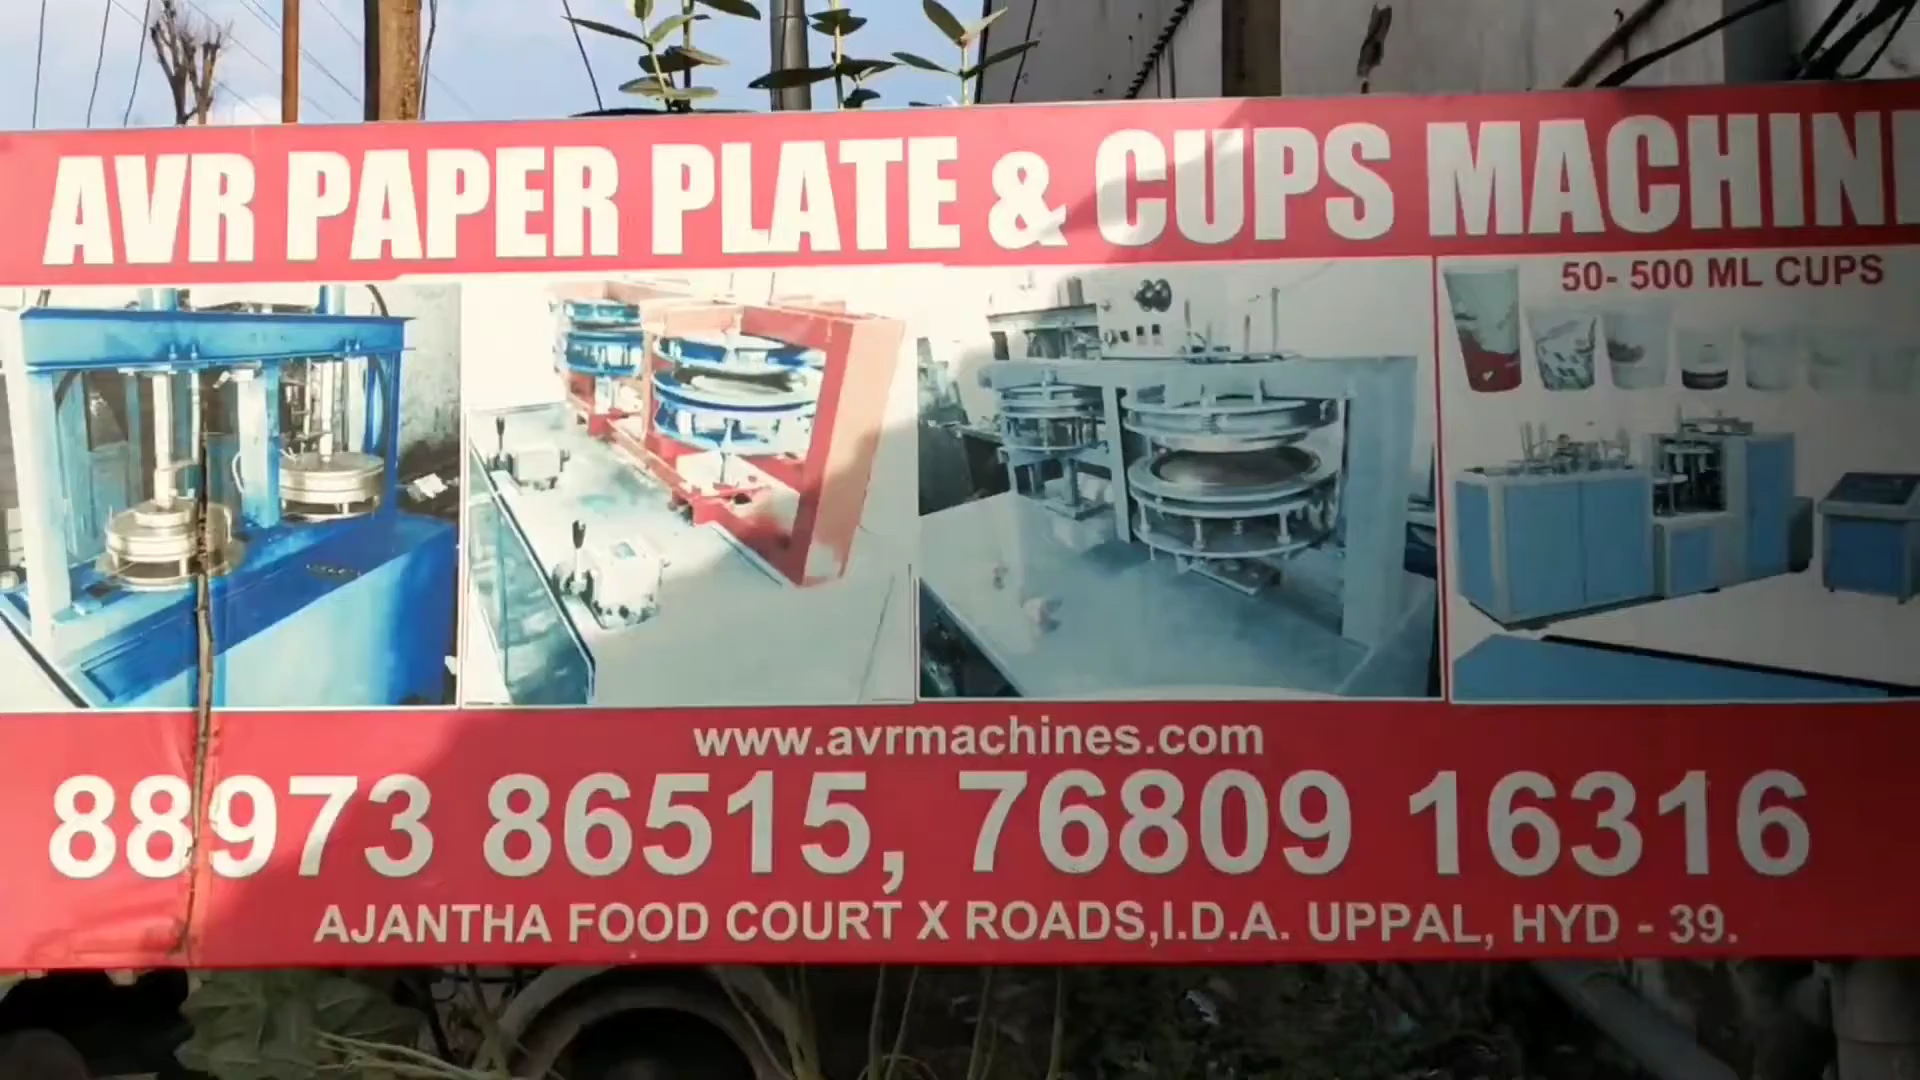 AVR PAPER PLATE & CUPS MACHIN
50- 500 ML CUPS
www.avrmachines.com
88973 86515, 76809 16316
AJANTHA FOOD COURT X ROADS,I.D.A. UPPAL, HYD - 39.